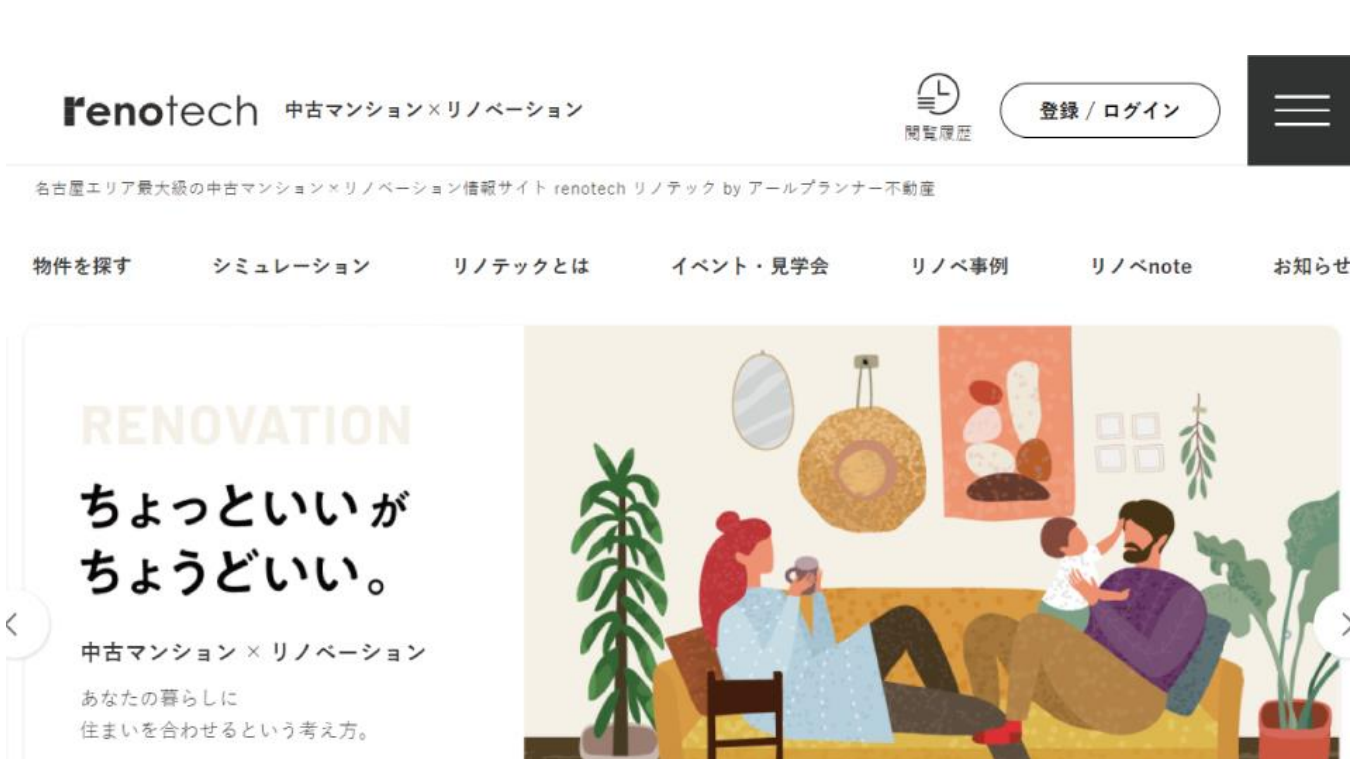 renotech 中古マンション×リノベーション
閲覧履歴
登録 / ログイン
名古屋エリア最大級の中古マンション×リノベーション情報サイト renotech リノテック by アールプランナー不動産
物件を探す シミュレーション リノテックとは イベント・見学会 リノベ事例 リノベnote お知らせ
RENOVATION
ちょっといいが
ちょうどいい。
中古マンション × リノベーション
あなたの暮らしに
住まいを合わせるという考え方。